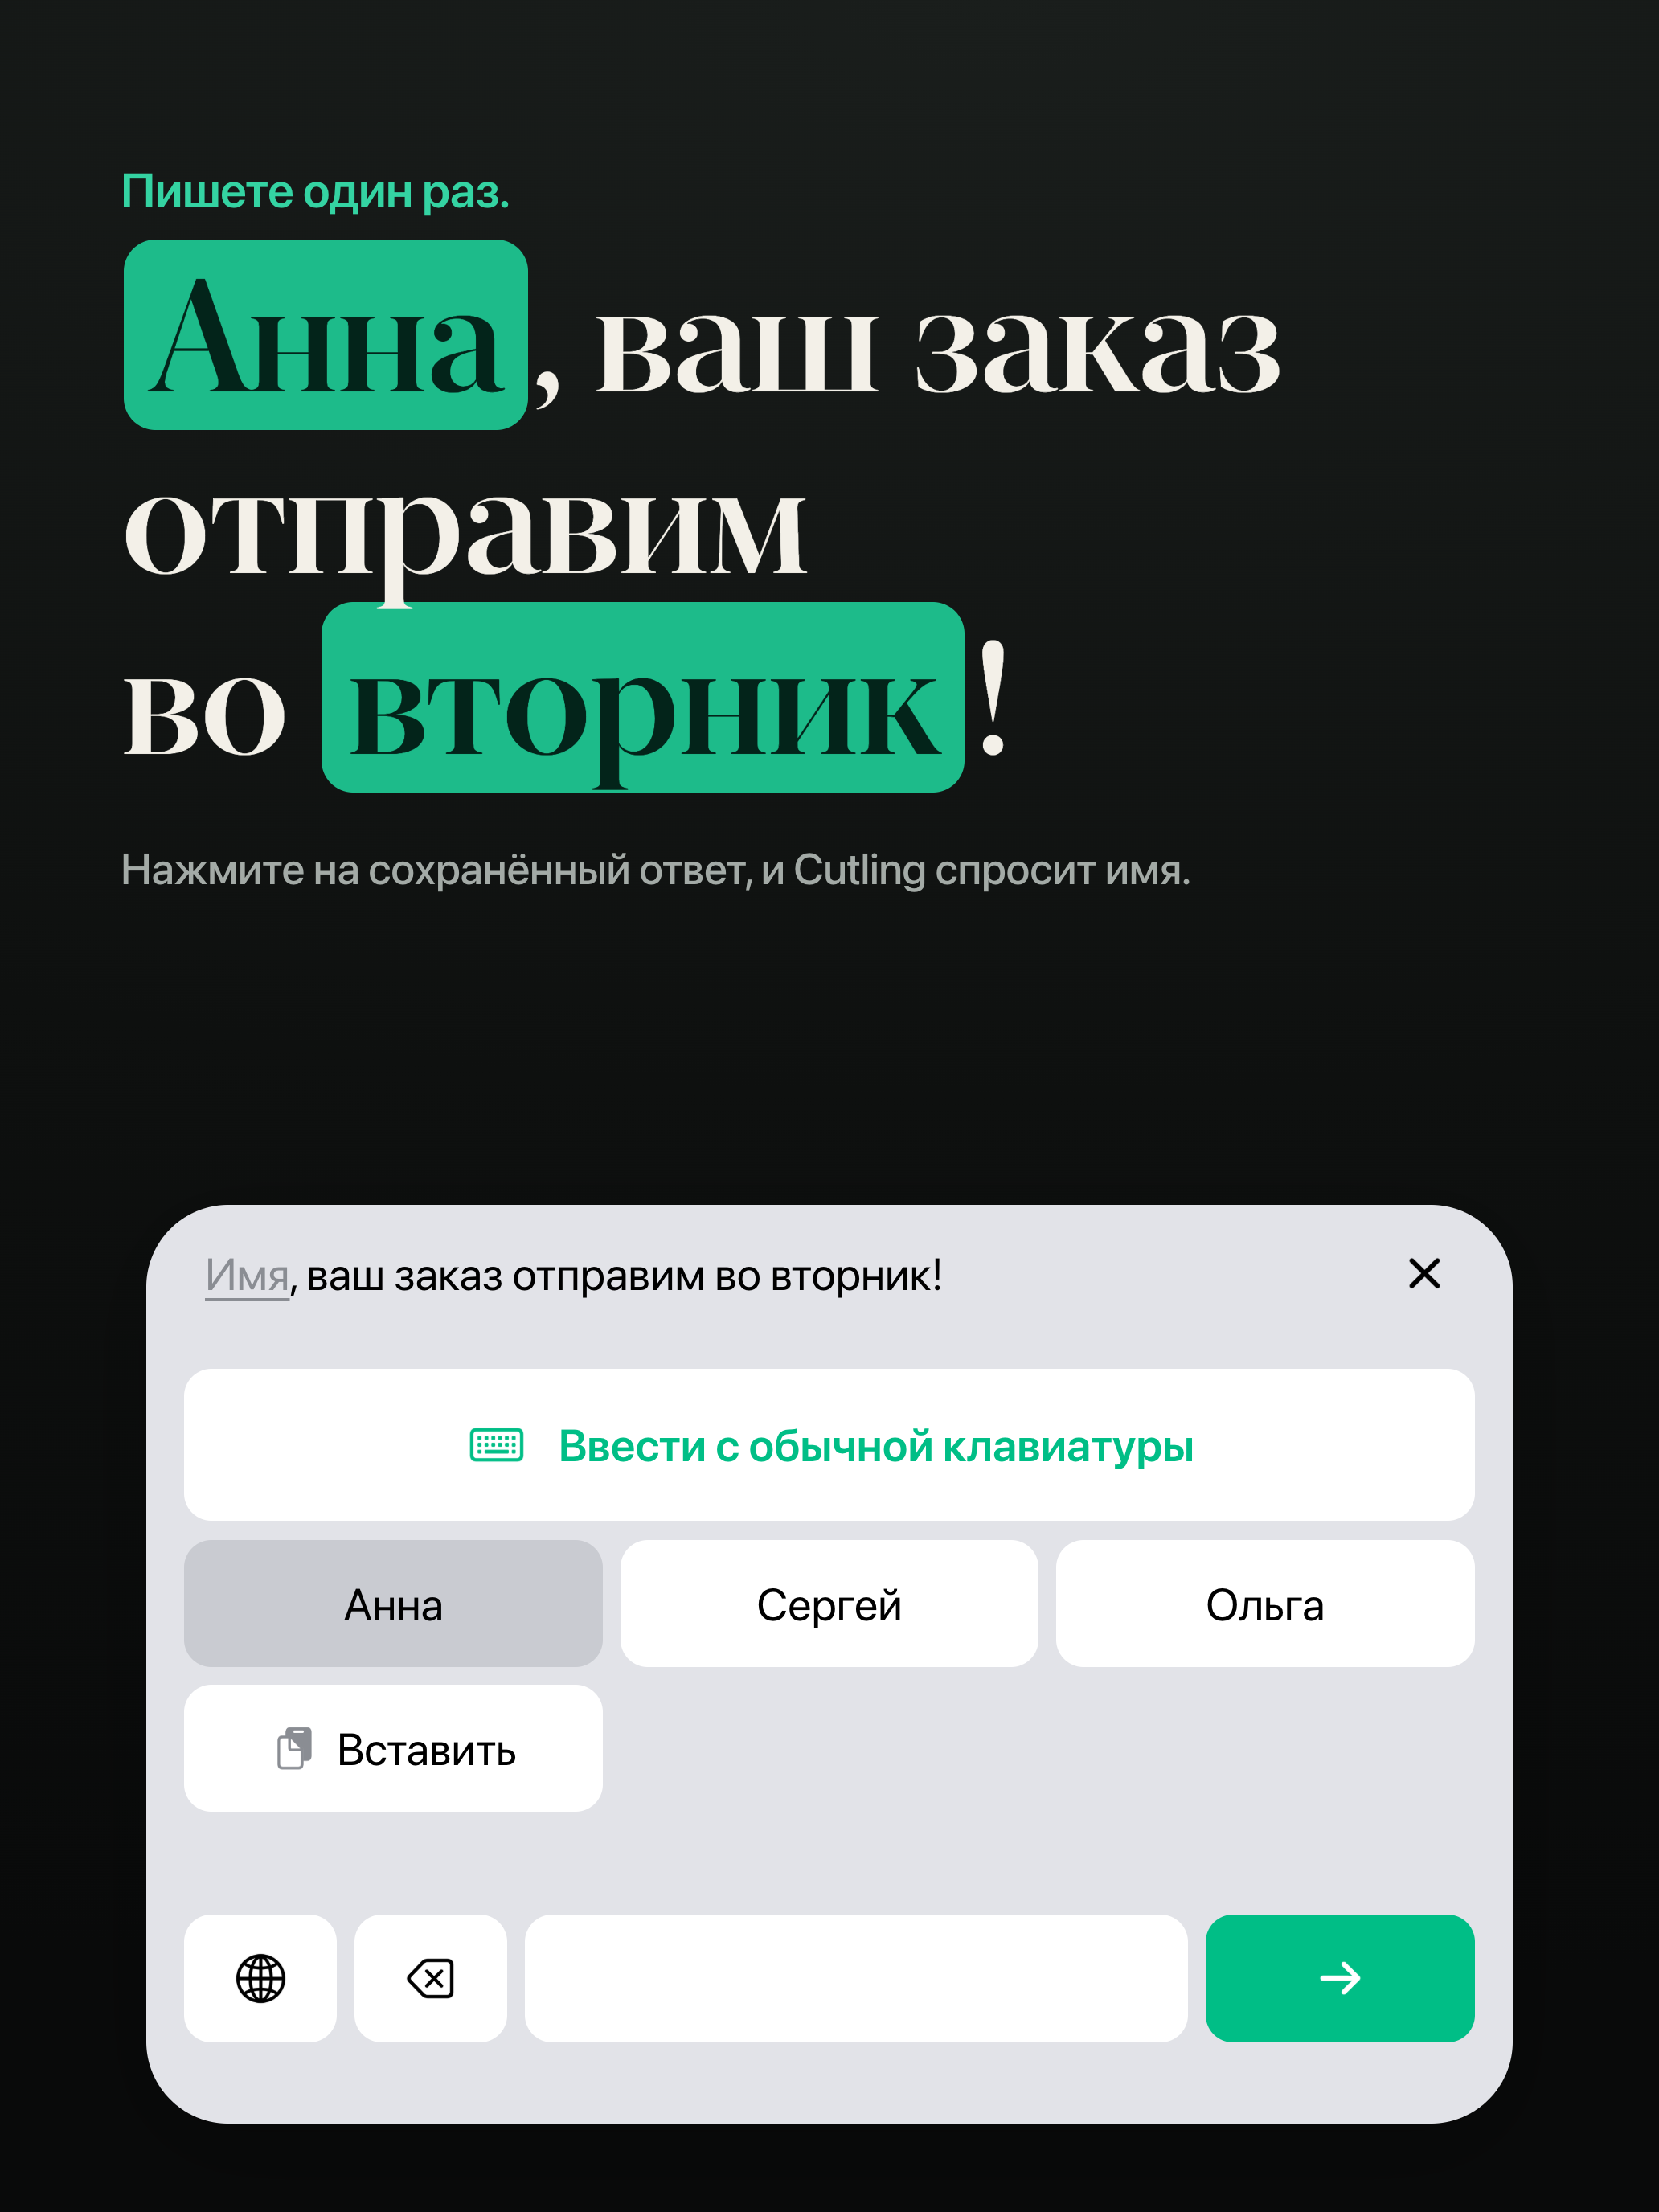 Пишете один раз.
Анна, ваш заказ
отправим
во вторник!
Нажмите на сохранённый ответ, и Cutling спросит имя.
Имя, ваш заказ отправим во вторник!
Ввести с обычной клавиатуры
Анна
Сергей
Ольга
Вставить